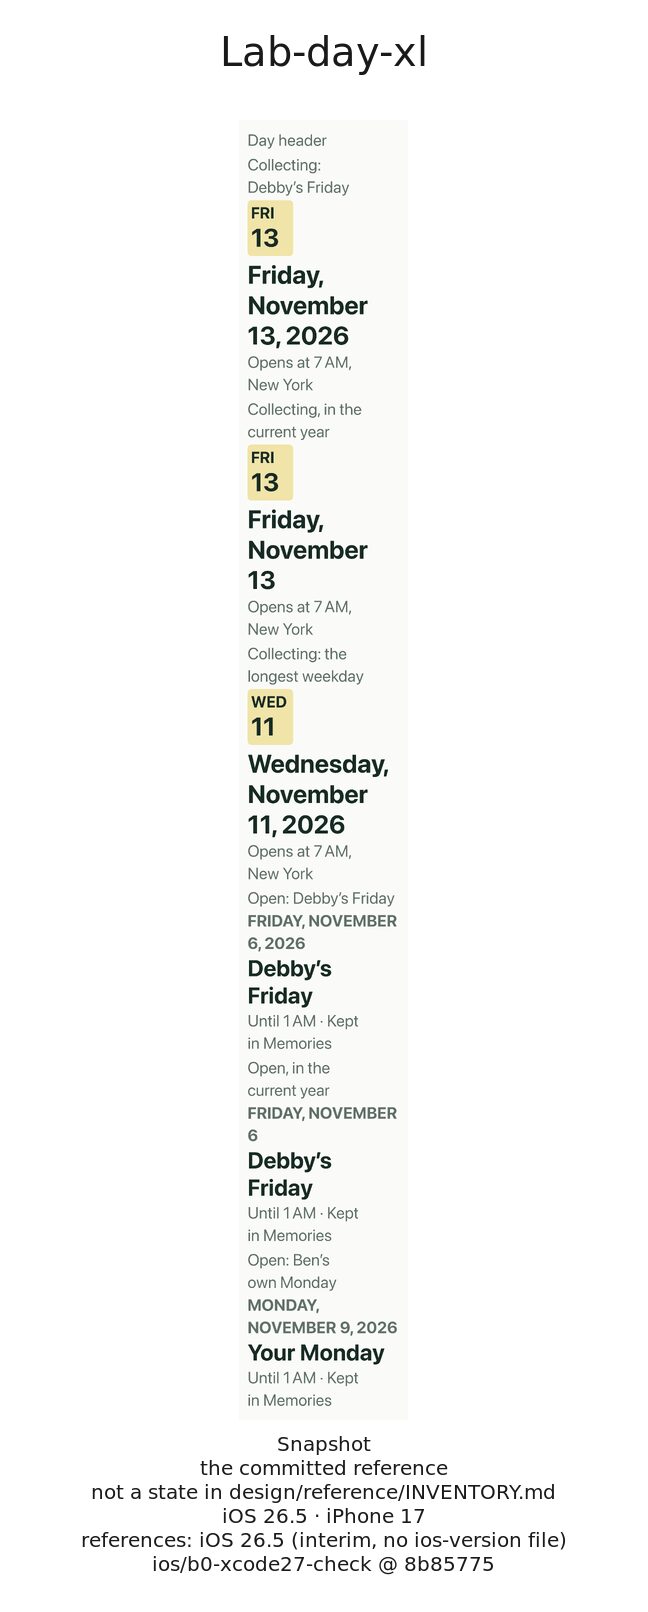 Lab-day-xl
Day header
Collecting:
Debby’s Friday
FRI
13
Friday,
November
13, 2026
Opens at 7 AM,
New York
Collecting, in the
current year
FRI
13
Friday,
November
13
Opens at 7 AM,
New York
Collecting: the
longest weekday
WED
11
Wednesday,
November
11, 2026
Opens at 7 AM,
New York
Open: Debby’s Friday
FRIDAY, NOVEMBER
6, 2026
Debby’s
Friday
Until 1 AM · Kept
in Memories
Open, in the
current year
FRIDAY, NOVEMBER
6
Debby’s
Friday
Until 1 AM · Kept
in Memories
Open: Ben’s
own Monday
MONDAY,
NOVEMBER 9, 2026
Your Monday
Until 1 AM · Kept
in Memories
Snapshot
the committed reference
not a state in design/reference/INVENTORY.md
iOS 26.5 · iPhone 17
references: iOS 26.5 (interim, no ios-version file)
ios/b0-xcode27-check @ 8b85775